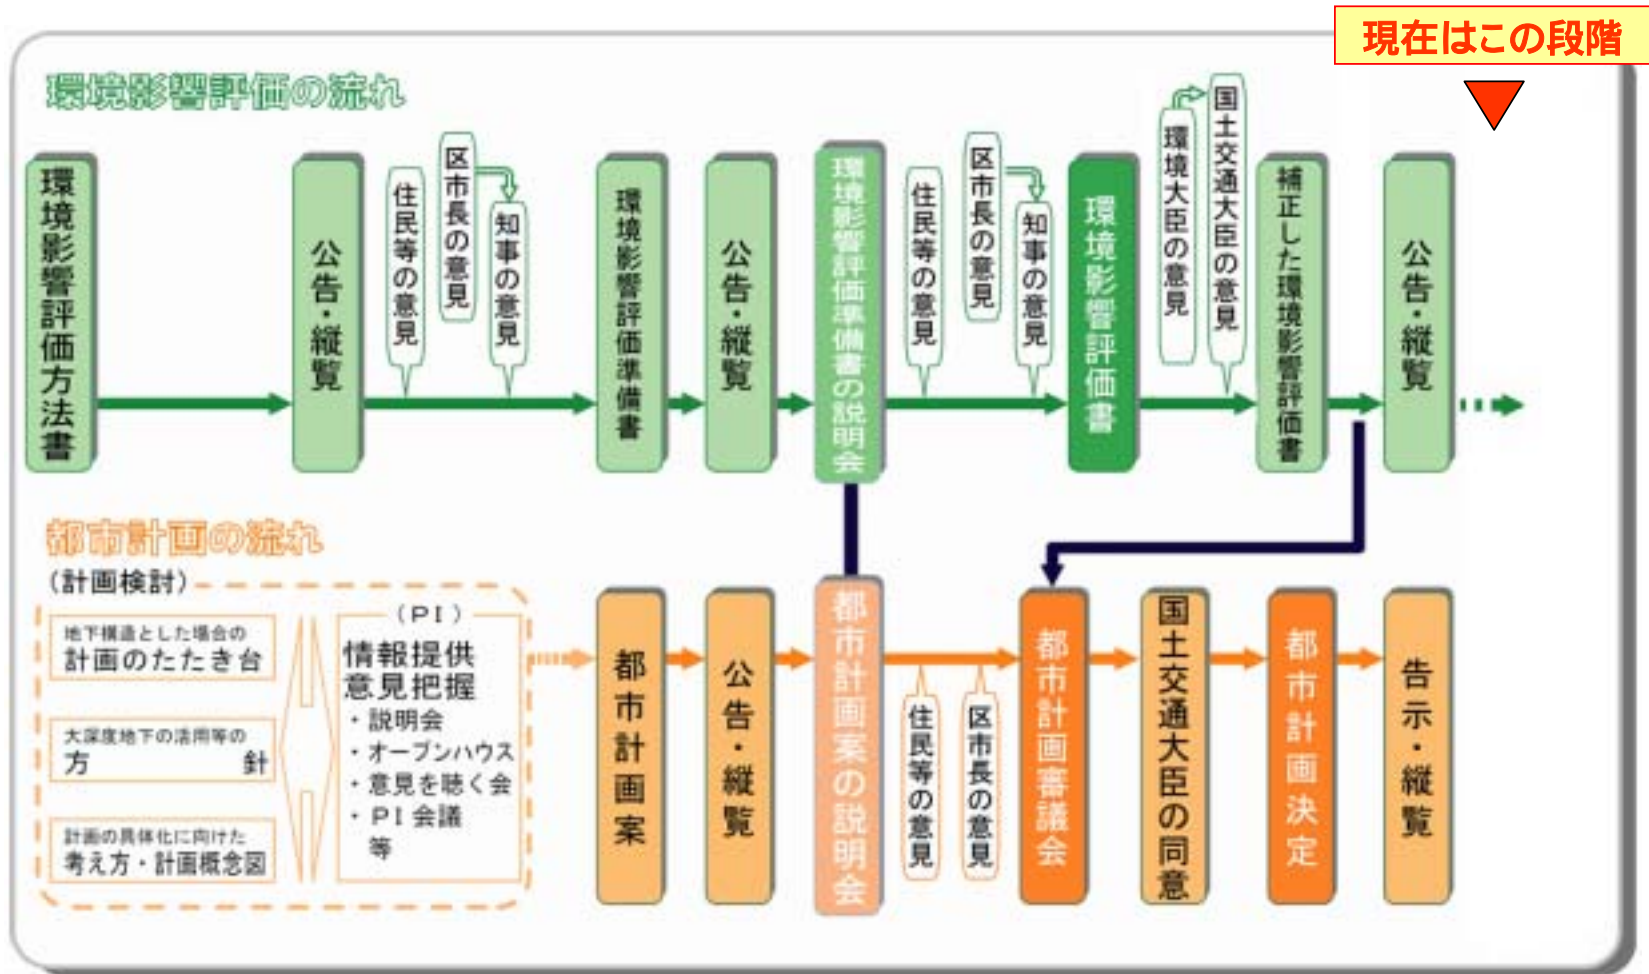 現在はこの段階
環境影響評価の流れ
環境影響評価方法書
公告・縦覧
住民等の意見
区市長の意見
知事の意見
環境影響評価準備書
公告・縦覧
環境影響評価準備書の説明会
住民等の意見
区市長の意見
知事の意見
環境影響評価書
環境大臣の意見
国土交通大臣の意見
補正した環境影響評価書
公告・縦覧
都市計画の流れ
(計画検討)
地下構造とした場合の
計画のたたき台
大深度地下の活用等の
方針
計画の具体化に向けた
考え方・計画概念図
(PI)
情報提供
意見把握
・説明会
・オープンハウス
・意見を聴く会
・PI会議
等
都市計画案
公告・縦覧
都市計画案の説明会
住民等の意見
区市長の意見
都市計画審議会
国土交通大臣の同意
都市計画決定
告示・縦覧